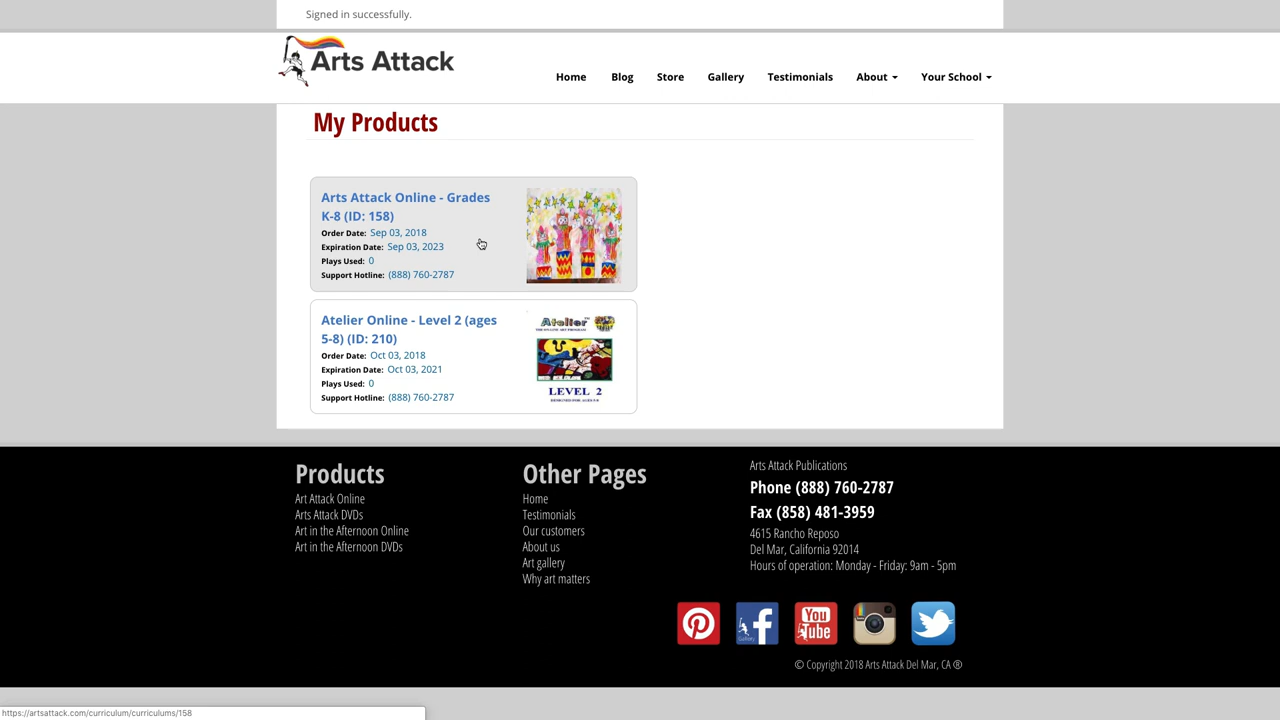 Signed in successfully.
Arts Attack
Home Blog Store Gallery Testimonials About Your School
My Products
Arts Attack Online - Grades
K-8 (ID: 158)
Order Date: Sep 03, 2018
Expiration Date: Sep 03, 2023
Plays Used: 0
Support Hotline: (888) 760-2787
Atelier Online - Level 2 (ages
5-8) (ID: 210)
Order Date: Oct 03, 2018
Expiration Date: Oct 03, 2021
Plays Used: 0
Support Hotline: (888) 760-2787
Atelier
LEVEL 2
Products
Art Attack Online
Arts Attack DVDs
Art in the Afternoon Online
Art in the Afternoon DVDs
Other Pages
Home
Testimonials
Our customers
About us
Art gallery
Why art matters
Arts Attack Publications
Phone (888) 760-2787
Fax (858) 481-3959
4615 Rancho Reposo
Del Mar, California 92014
Hours of operation: Monday - Friday: 9am - 5pm
You
Tube
© Copyright 2018 Arts Attack Del Mar, CA ®
https://artsattack.com/curriculum/curriculums/158